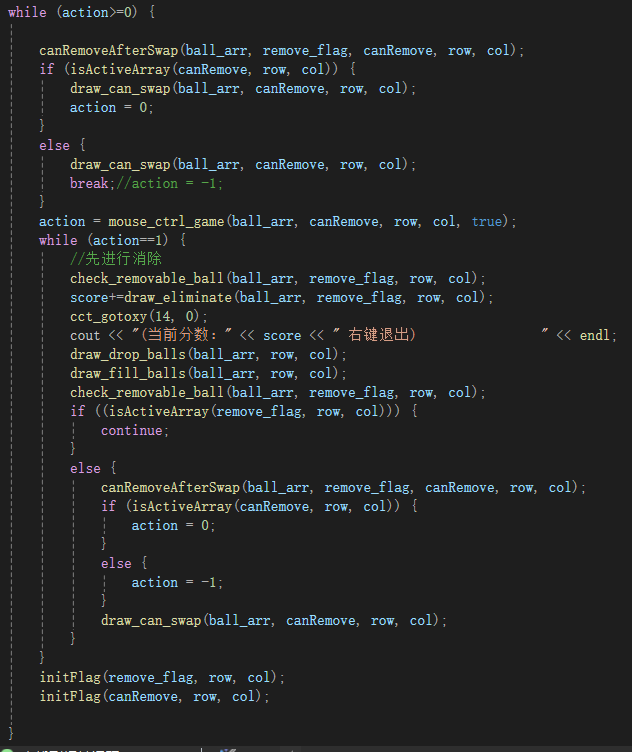 while (action>=0) {
canRemoveAfterSwap(ball_arr, remove_flag, canRemove, row, col);
if (isActiveArray(canRemove, row, col)) {
draw_can_swap(ball_arr, canRemove, row, col);
action = 0;
}
else {
draw_can_swap(ball_arr, canRemove, row, col);
break;//action = -1;
}
action = mouse_ctrl_game(ball_arr, canRemove, row, col, true);
while (action==1) {
//先进行消除
check_removable_ball(ball_arr, remove_flag, row, col);
score+=draw_eliminate(ball_arr, remove_flag, row, col);
cct_gotoxy(14, 0);
cout << "(当前分数：" << score << " 右键退出)                " << endl;
draw_drop_balls(ball_arr, row, col);
draw_fill_balls(ball_arr, row, col);
check_removable_ball(ball_arr, remove_flag, row, col);
if ((isActiveArray(remove_flag, row, col))) {
continue;
}
else {
canRemoveAfterSwap(ball_arr, remove_flag, canRemove, row, col);
if (isActiveArray(canRemove, row, col)) {
action = 0;
}
else {
action = -1;
}
draw_can_swap(ball_arr, canRemove, row, col);
}
}
initFlag(remove_flag, row, col);
initFlag(canRemove, row, col);
}